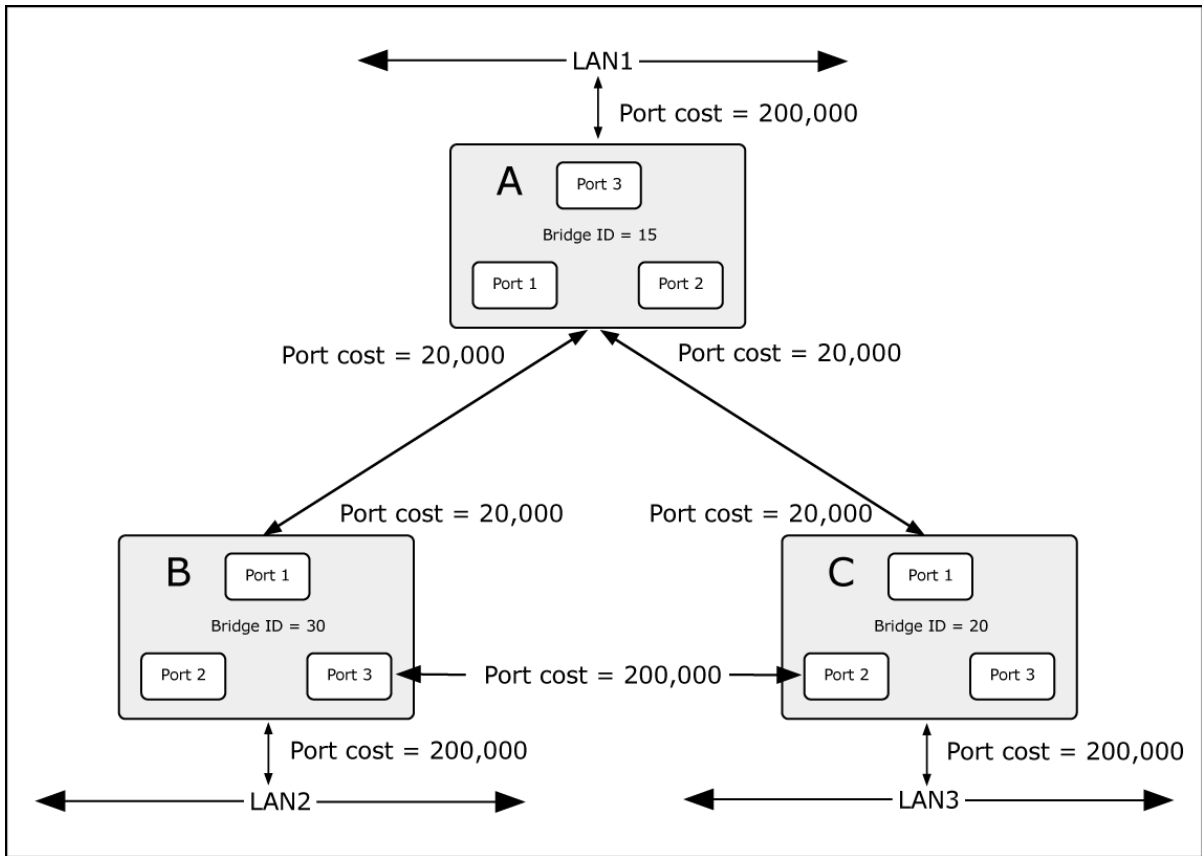 LAN1
Port cost = 200,000
A
Port 3
Bridge ID = 15
Port 1
Port 2
Port cost = 20,000
Port cost = 20,000
Port cost = 20,000
Port cost = 20,000
B
Port 1
Bridge ID = 30
Port 2
Port 3
Port cost = 200,000
C
Port 1
Bridge ID = 20
Port 2
Port 3
Port cost = 200,000
LAN2
Port cost = 200,000
LAN3